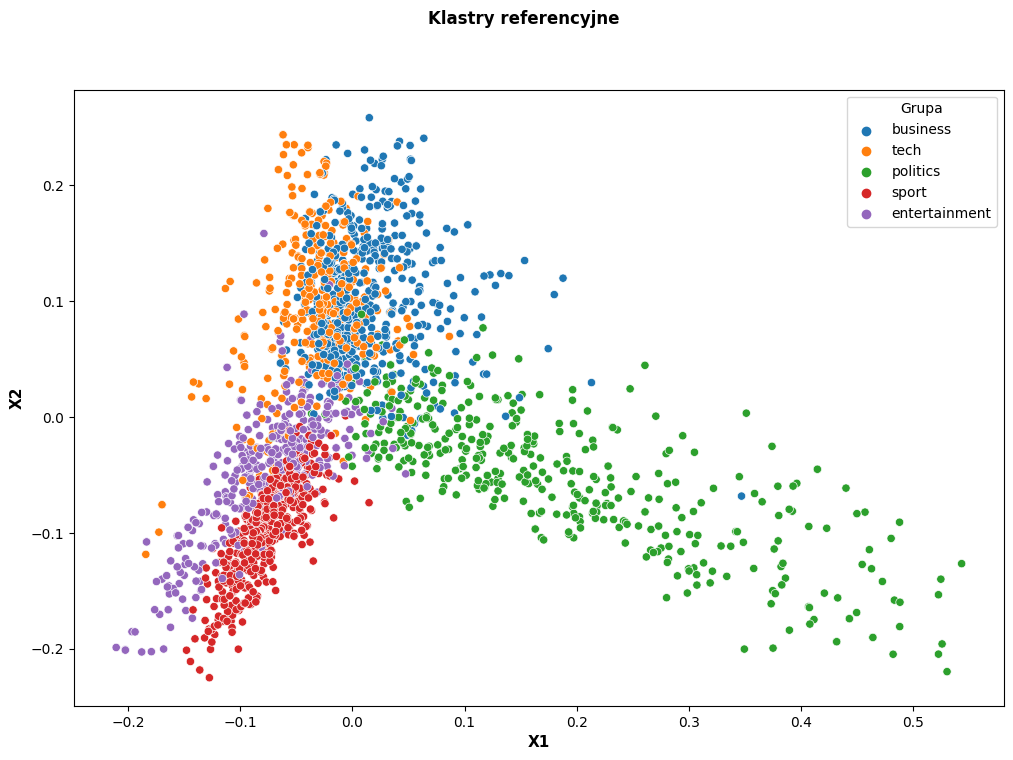 Klastry referencyjne
Grupa
business
tech
politics
sport
entertainment
X2
0.2
0.1
0.0
−0.1
−0.2
−0.2 −0.1 0.0 0.1 0.2 0.3 0.4 0.5
X1